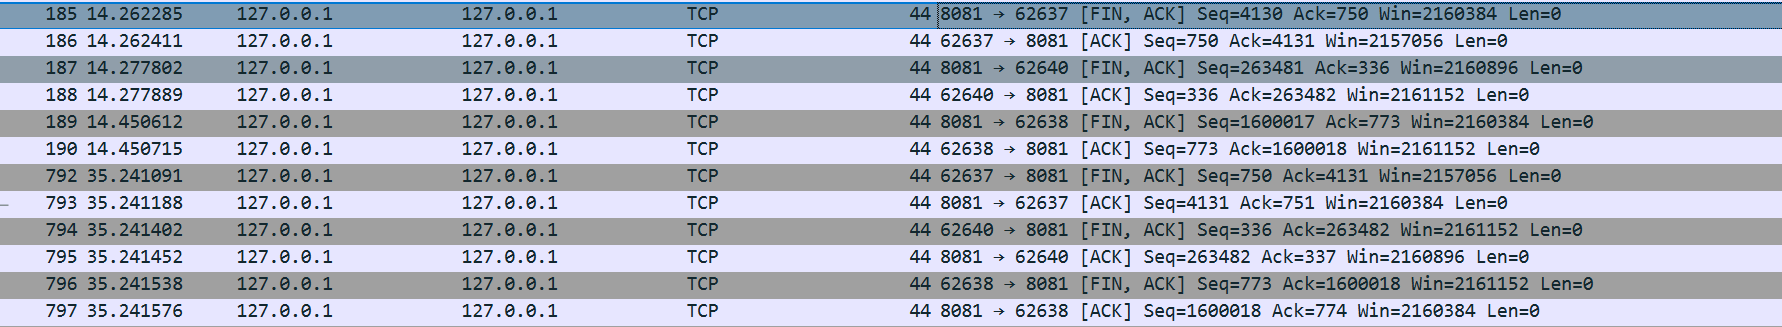 185 14.262285 127.0.0.1 127.0.0.1 TCP 44 8081 → 62637 [FIN, ACK] Seq=4130 Ack=750 Win=2160384 Len=0
186 14.262411 127.0.0.1 127.0.0.1 TCP 44 62637 → 8081 [ACK] Seq=750 Ack=4131 Win=2157056 Len=0
187 14.277802 127.0.0.1 127.0.0.1 TCP 44 8081 → 62640 [FIN, ACK] Seq=263481 Ack=336 Win=2160896 Len=0
188 14.277889 127.0.0.1 127.0.0.1 TCP 44 62640 → 8081 [ACK] Seq=336 Ack=263482 Win=2161152 Len=0
189 14.450612 127.0.0.1 127.0.0.1 TCP 44 8081 → 62638 [FIN, ACK] Seq=1600017 Ack=773 Win=2160384 Len=0
190 14.450715 127.0.0.1 127.0.0.1 TCP 44 62638 → 8081 [ACK] Seq=773 Ack=1600018 Win=2161152 Len=0
792 35.241091 127.0.0.1 127.0.0.1 TCP 44 62637 → 8081 [FIN, ACK] Seq=750 Ack=4131 Win=2157056 Len=0
793 35.241188 127.0.0.1 127.0.0.1 TCP 44 8081 → 62637 [ACK] Seq=4131 Ack=751 Win=2160384 Len=0
794 35.241402 127.0.0.1 127.0.0.1 TCP 44 62640 → 8081 [FIN, ACK] Seq=336 Ack=263482 Win=2161152 Len=0
795 35.241452 127.0.0.1 127.0.0.1 TCP 44 8081 → 62640 [ACK] Seq=263482 Ack=337 Win=2160896 Len=0
796 35.241538 127.0.0.1 127.0.0.1 TCP 44 62638 → 8081 [FIN, ACK] Seq=773 Ack=1600018 Win=2161152 Len=0
797 35.241576 127.0.0.1 127.0.0.1 TCP 44 8081 → 62638 [ACK] Seq=1600018 Ack=774 Win=2160384 Len=0